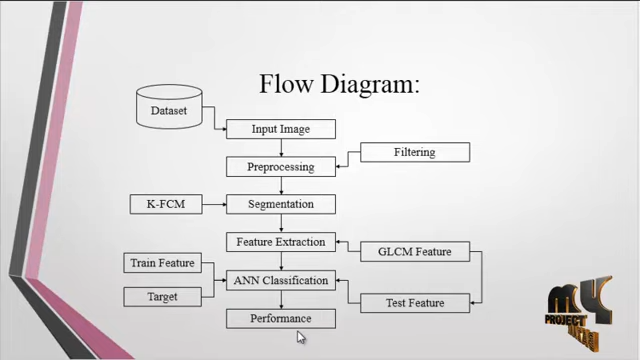 Flow Diagram:
Dataset
Input Image
Filtering
Preprocessing
K-FCM
Segmentation
Feature Extraction
GLCM Feature
Train Feature
ANN Classification
Target
Test Feature
Performance
MY
PROJECT